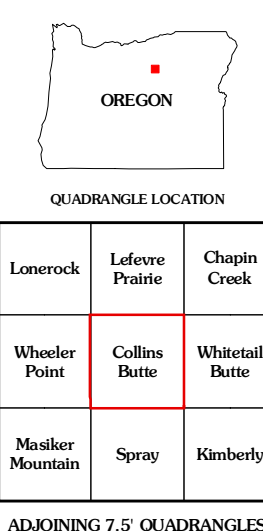 OREGON
QUADRANGLE LOCATION
Lonerock
Lefevre
Prairie
Chapin
Creek
Wheeler
Point
Collins
Butte
Whitetail
Butte
Masiker
Mountain
Spray
Kimberly
ADJOINING 7.5' QUADRANGLES